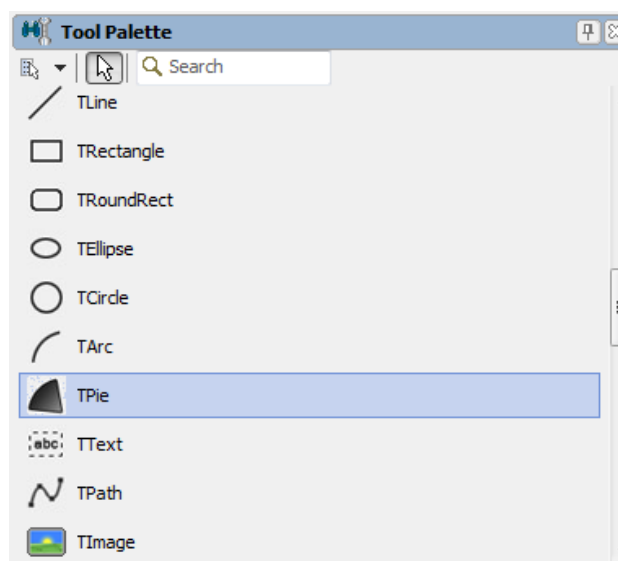 Tool Palette
Search
TLine
TRectangle
TRoundRect
TEllipse
TCircle
TArc
TPie
abc TText
TPath
TImage